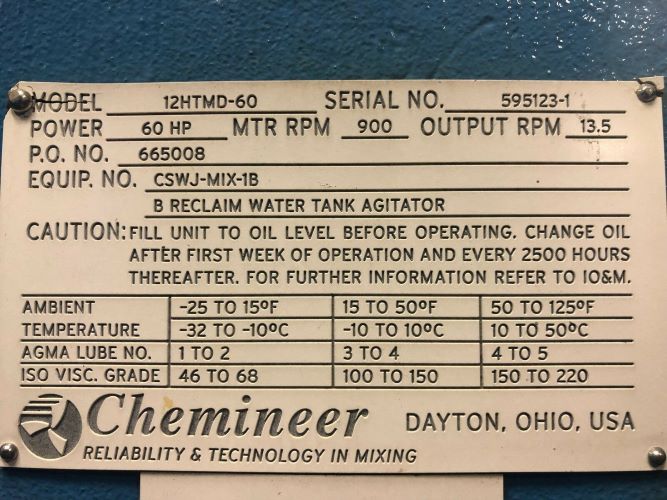 MODEL 12HTMD-60 SERIAL NO. 595123-1
POWER 60 HP MTR RPM 900 OUTPUT RPM 13.5
P.O. NO. 665008
EQUIP. NO. CSWJ-MIX-1B
B RECLAIM WATER TANK AGITATOR
CAUTION: FILL UNIT TO OIL LEVEL BEFORE OPERATING. CHANGE OIL
AFTER FIRST WEEK OF OPERATION AND EVERY 2500 HOURS
THEREAFTER. FOR FURTHER INFORMATION REFER TO IO&M.
AMBIENT -25 TO 15ºF 15 TO 50ºF 50 TO 125ºF
TEMPERATURE -32 TO -10ºC -10 TO 10ºC 10 TO 50ºC
AGMA LUBE NO. 1 TO 2 3 TO 4 4 TO 5
ISO VISC. GRADE 46 TO 68 100 TO 150 150 TO 220
Chemineer DAYTON, OHIO, USA
RELIABILITY & TECHNOLOGY IN MIXING